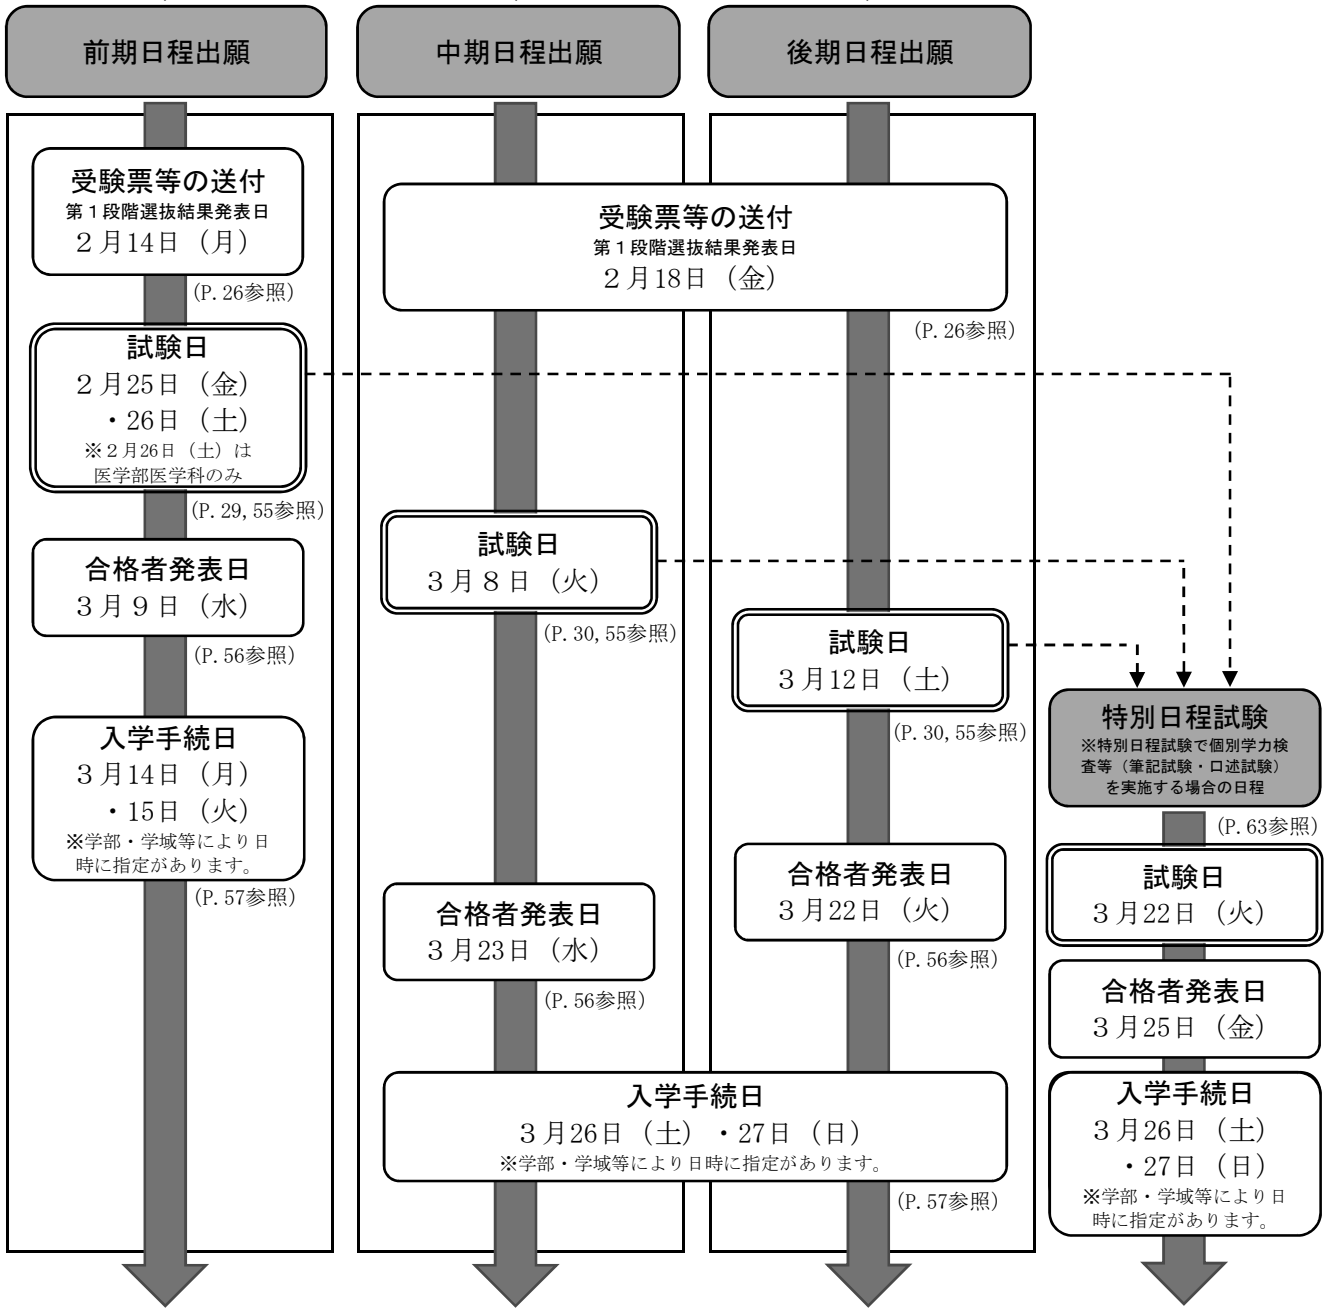 前期日程出願
受験票等の送付
第１段階選抜結果発表日
２月14日（月）
(P.26参照)
試験日
２月25日（金）
・26日（土）
※２月26日（土）は
医学部医学科のみ
(P.29,55参照)
合格者発表日
３月９日（水）
(P.56参照)
入学手続日
３月14日（月）
・15日（火）
※学部・学域等により日
時に指定があります。
(P.57参照)
中期日程出願
後期日程出願
受験票等の送付
第１段階選抜結果発表日
２月18日（金）
(P.26参照)
試験日
３月８日（火）
(P.30,55参照)
試験日
３月12日（土）
(P.30,55参照)
合格者発表日
３月22日（火）
(P.56参照)
合格者発表日
３月23日（水）
(P.56参照)
入学手続日
３月26日（土）・27日（日）
※学部・学域等により日時に指定があります。
(P.57参照)
特別日程試験
※特別日程試験で個別学力検
査等（筆記試験・口述試験）
を実施する場合の日程
(P.63参照)
試験日
３月22日（火）
合格者発表日
３月25日（金）
入学手続日
３月26日（土）
・27日（日）
※学部・学域等により日
時に指定があります。